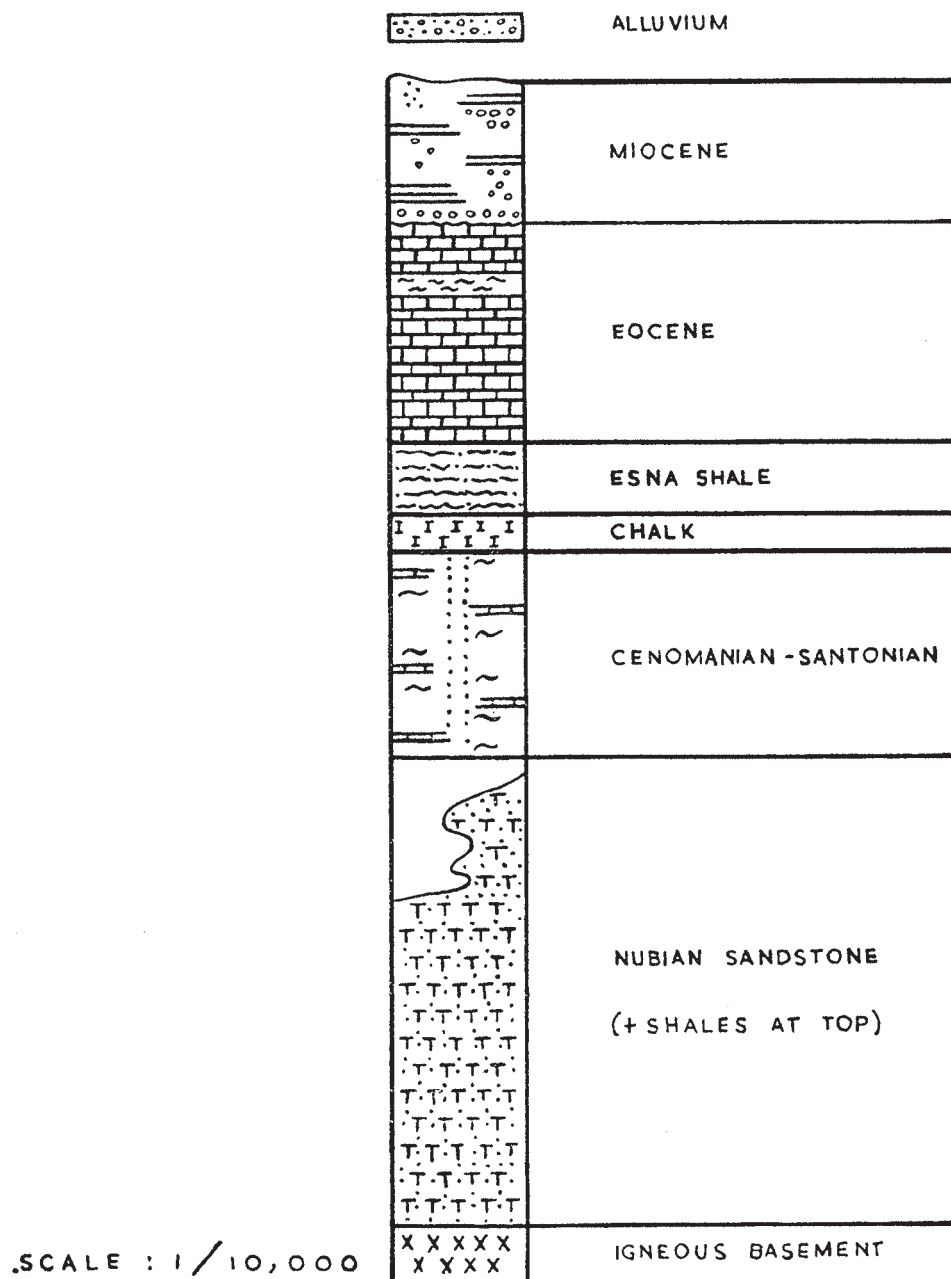 ALLUVIUM
MIOCENE
EOCENE
ESNA SHALE
CHALK
CENOMANIAN-SANTONIAN
NUBIAN SANDSTONE
(+ SHALES AT TOP)
IGNEOUS BASEMENT
.SCALE : 1/10,000